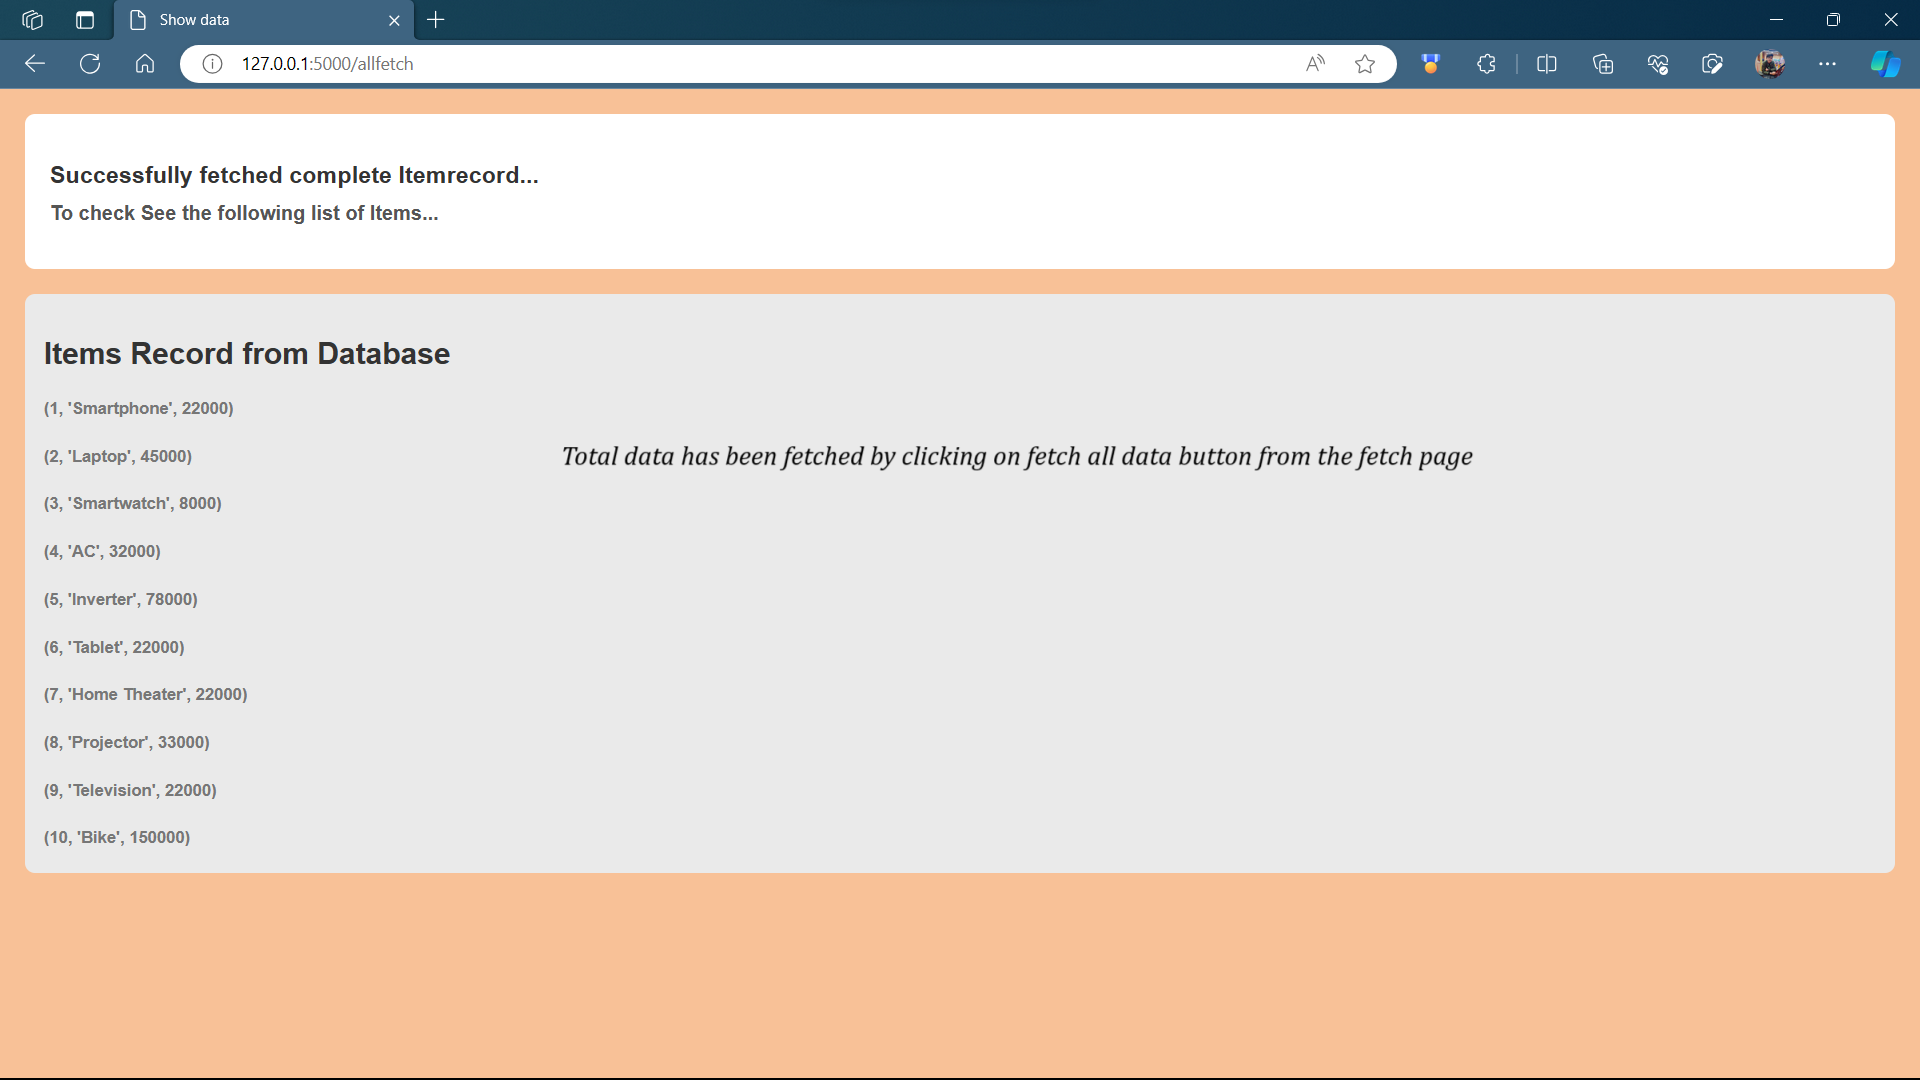 Show data
127.0.0.1:5000/allfetch
Successfully fetched complete Itemrecord...
To check See the following list of Items...
Items Record from Database
(1, 'Smartphone', 22000)
(2, 'Laptop', 45000)
Total data has been fetched by clicking on fetch all data button from the fetch page
(3, 'Smartwatch', 8000)
(4, 'AC', 32000)
(5, 'Inverter', 78000)
(6, 'Tablet', 22000)
(7, 'Home Theater', 22000)
(8, 'Projector', 33000)
(9, 'Television', 22000)
(10, 'Bike', 150000)